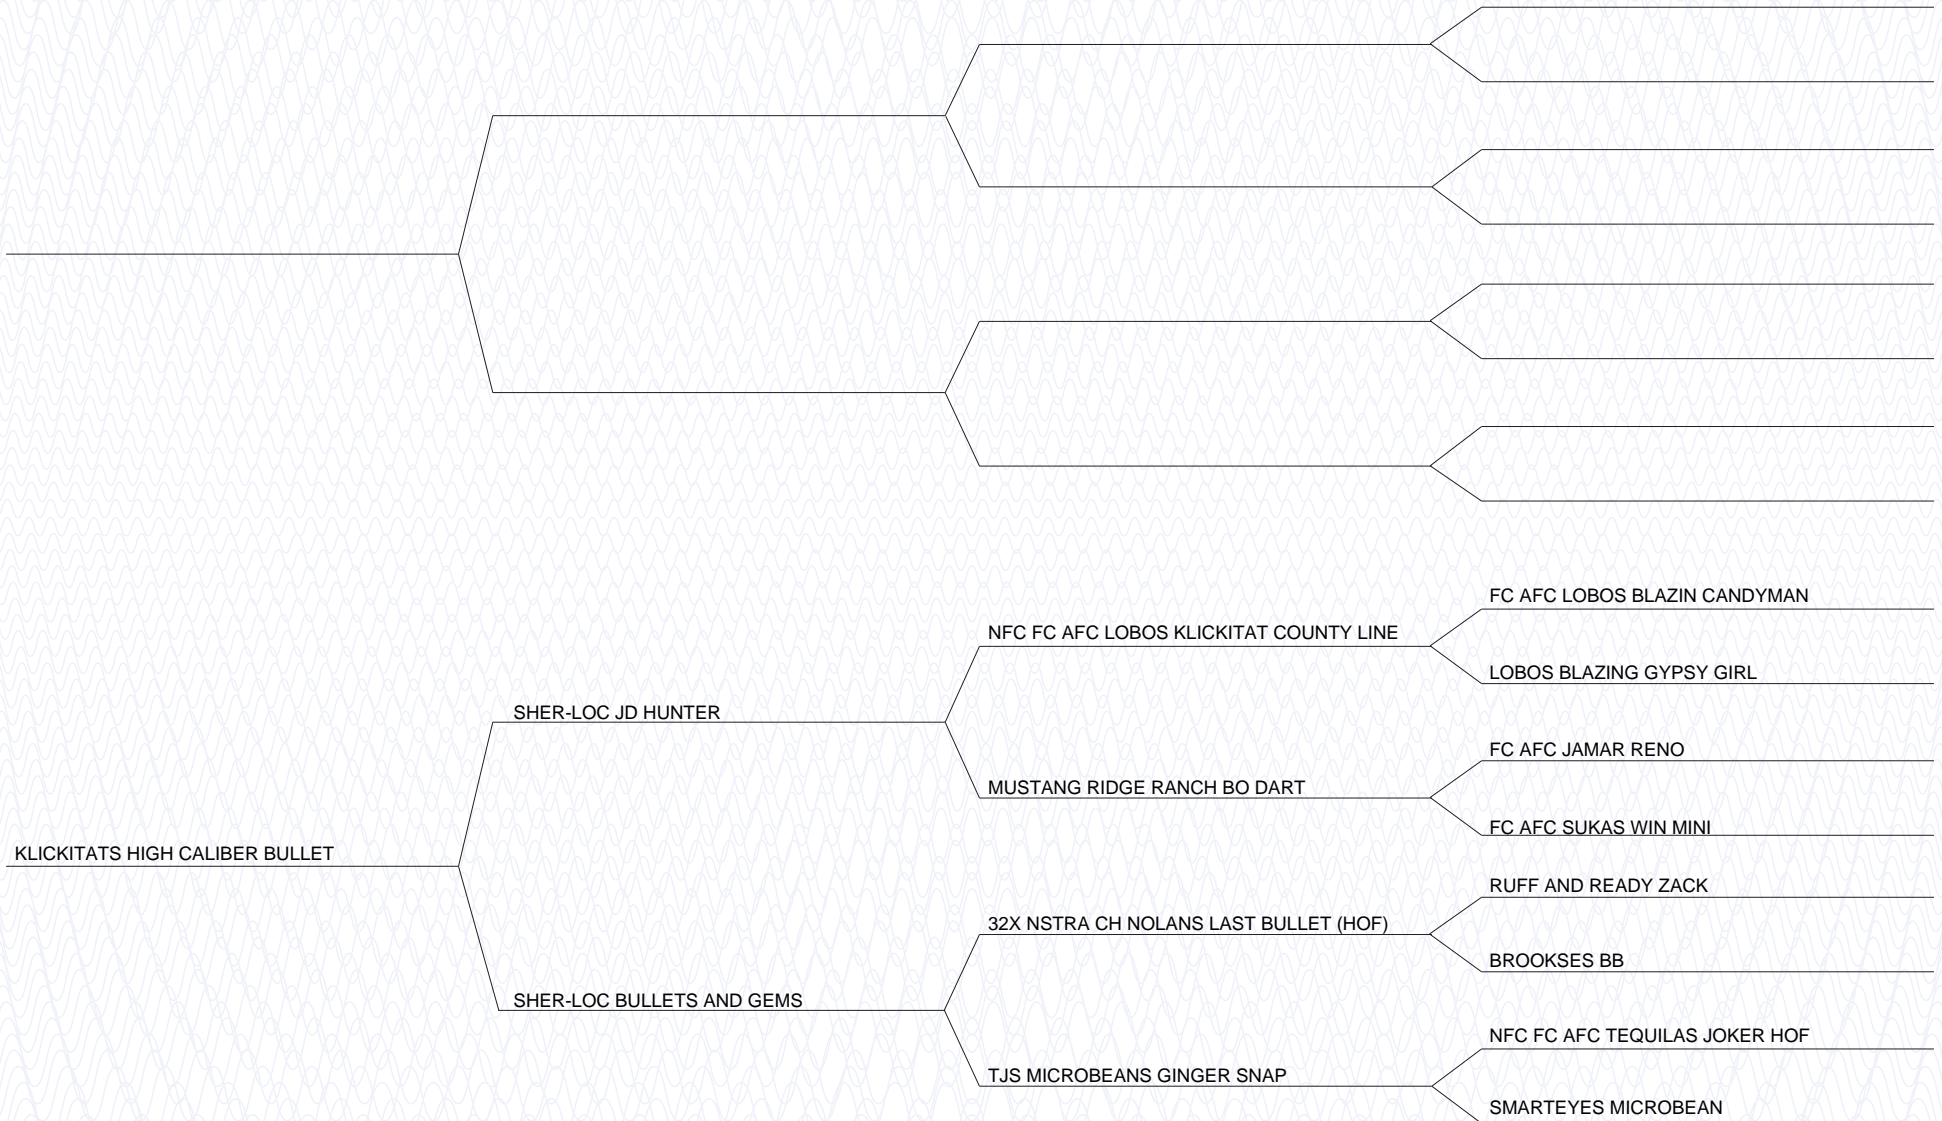 FC AFC LOBOS BLAZIN CANDYMAN
NFC FC AFC LOBOS KLICKITAT COUNTY LINE
LOBOS BLAZING GYPSY GIRL
SHER-LOC JD HUNTER
FC AFC JAMAR RENO
MUSTANG RIDGE RANCH BO DART
FC AFC SUKAS WIN MINI
KLICKITATS HIGH CALIBER BULLET
RUFF AND READY ZACK
32X NSTRA CH NOLANS LAST BULLET (HOF)
BROOKSES BB
SHER-LOC BULLETS AND GEMS
NFC FC AFC TEQUILAS JOKER HOF
TJS MICROBEANS GINGER SNAP
SMARTEYES MICROBEAN